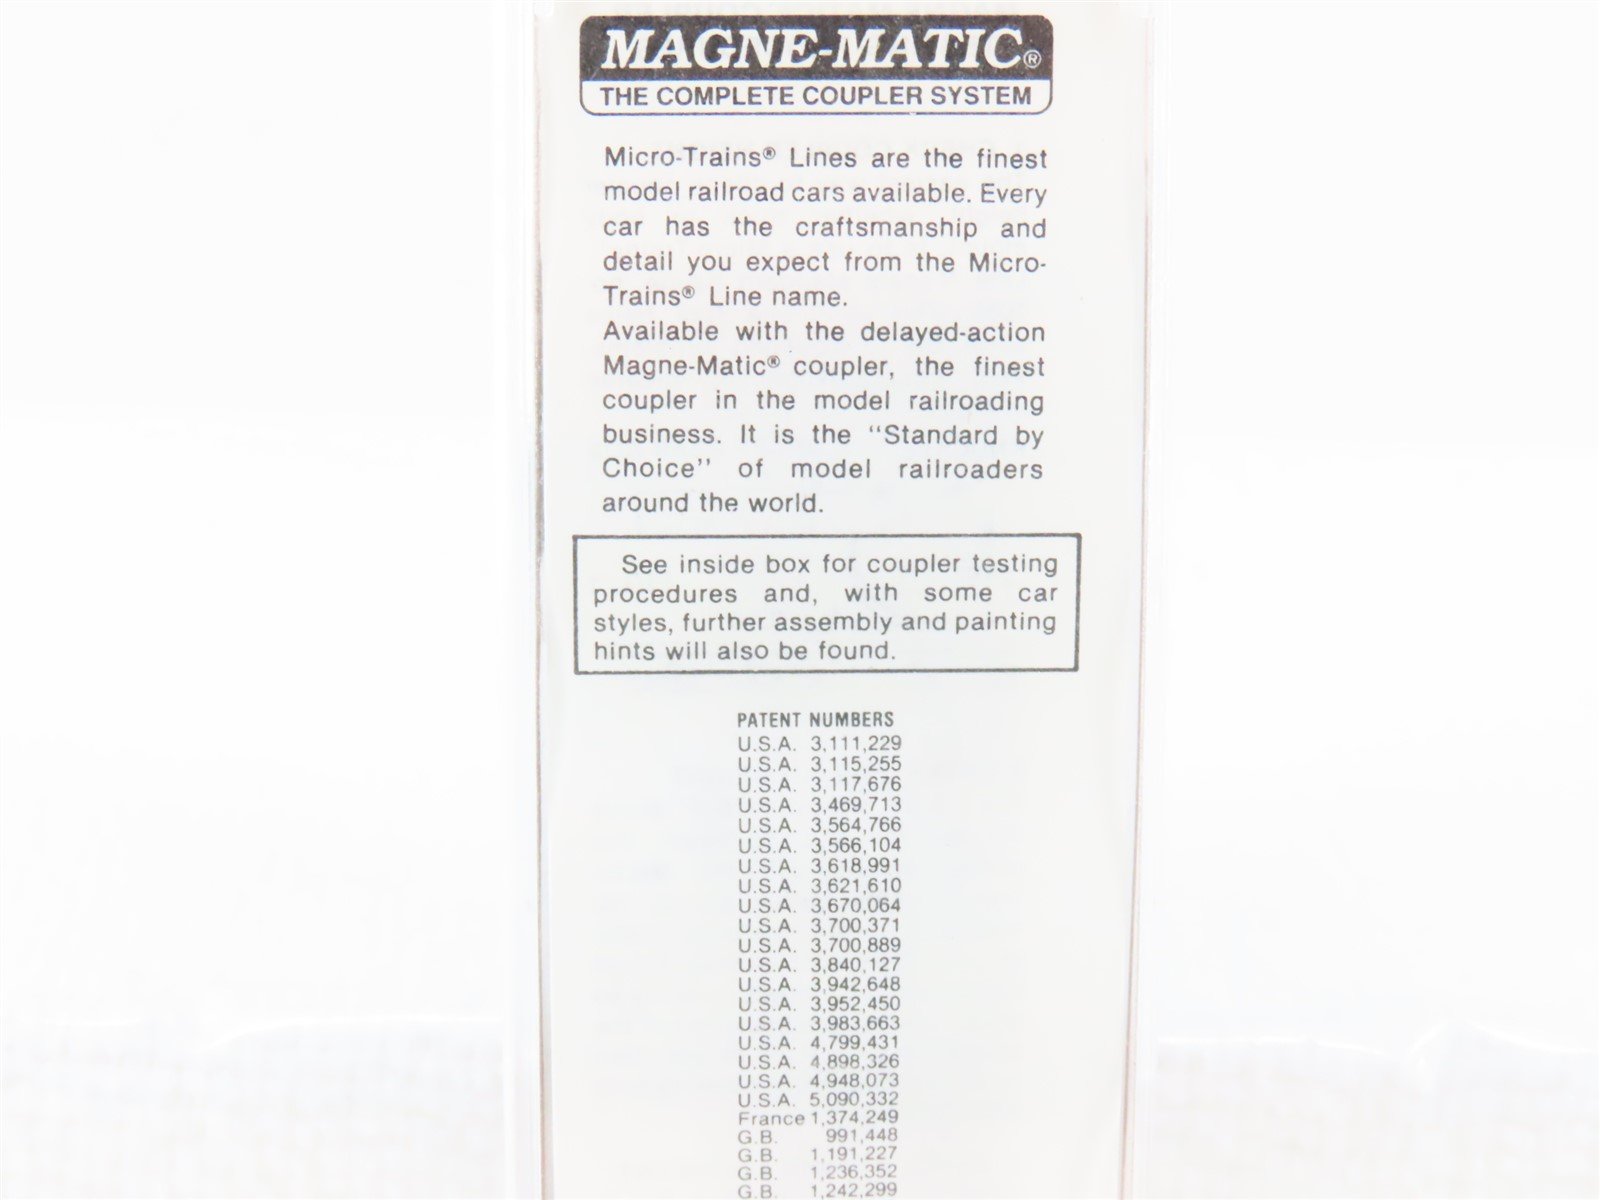 MAGNE-MATIC®
THE COMPLETE COUPLER SYSTEM
Micro-Trains® Lines are the finest
model railroad cars available. Every
car has the craftsmanship and
detail you expect from the Micro-
Trains® Line name.
Available with the delayed-action
Magne-Matic® coupler, the finest
coupler in the model railroading
business. It is the "Standard by
Choice" of model railroaders
around the world.
See inside box for coupler testing
procedures and, with some car
styles, further assembly and painting
hints will also be found.
PATENT NUMBERS
U.S.A. 3,111,229
U.S.A. 3,115,255
U.S.A. 3,117,676
U.S.A. 3,469,713
U.S.A. 3,564,766
U.S.A. 3,566,104
U.S.A. 3,618,991
U.S.A. 3,621,610
U.S.A. 3,670,064
U.S.A. 3,700,371
U.S.A. 3,700,889
U.S.A. 3,840,127
U.S.A. 3,942,648
U.S.A. 3,952,450
U.S.A. 3,983,663
U.S.A. 4,799,431
U.S.A. 4,898,326
U.S.A. 4,948,073
U.S.A. 5,090,332
France 1,374,249
G.B. 991,448
G.B. 1,191,227
G.B. 1,236,352
G.B. 1,242,299